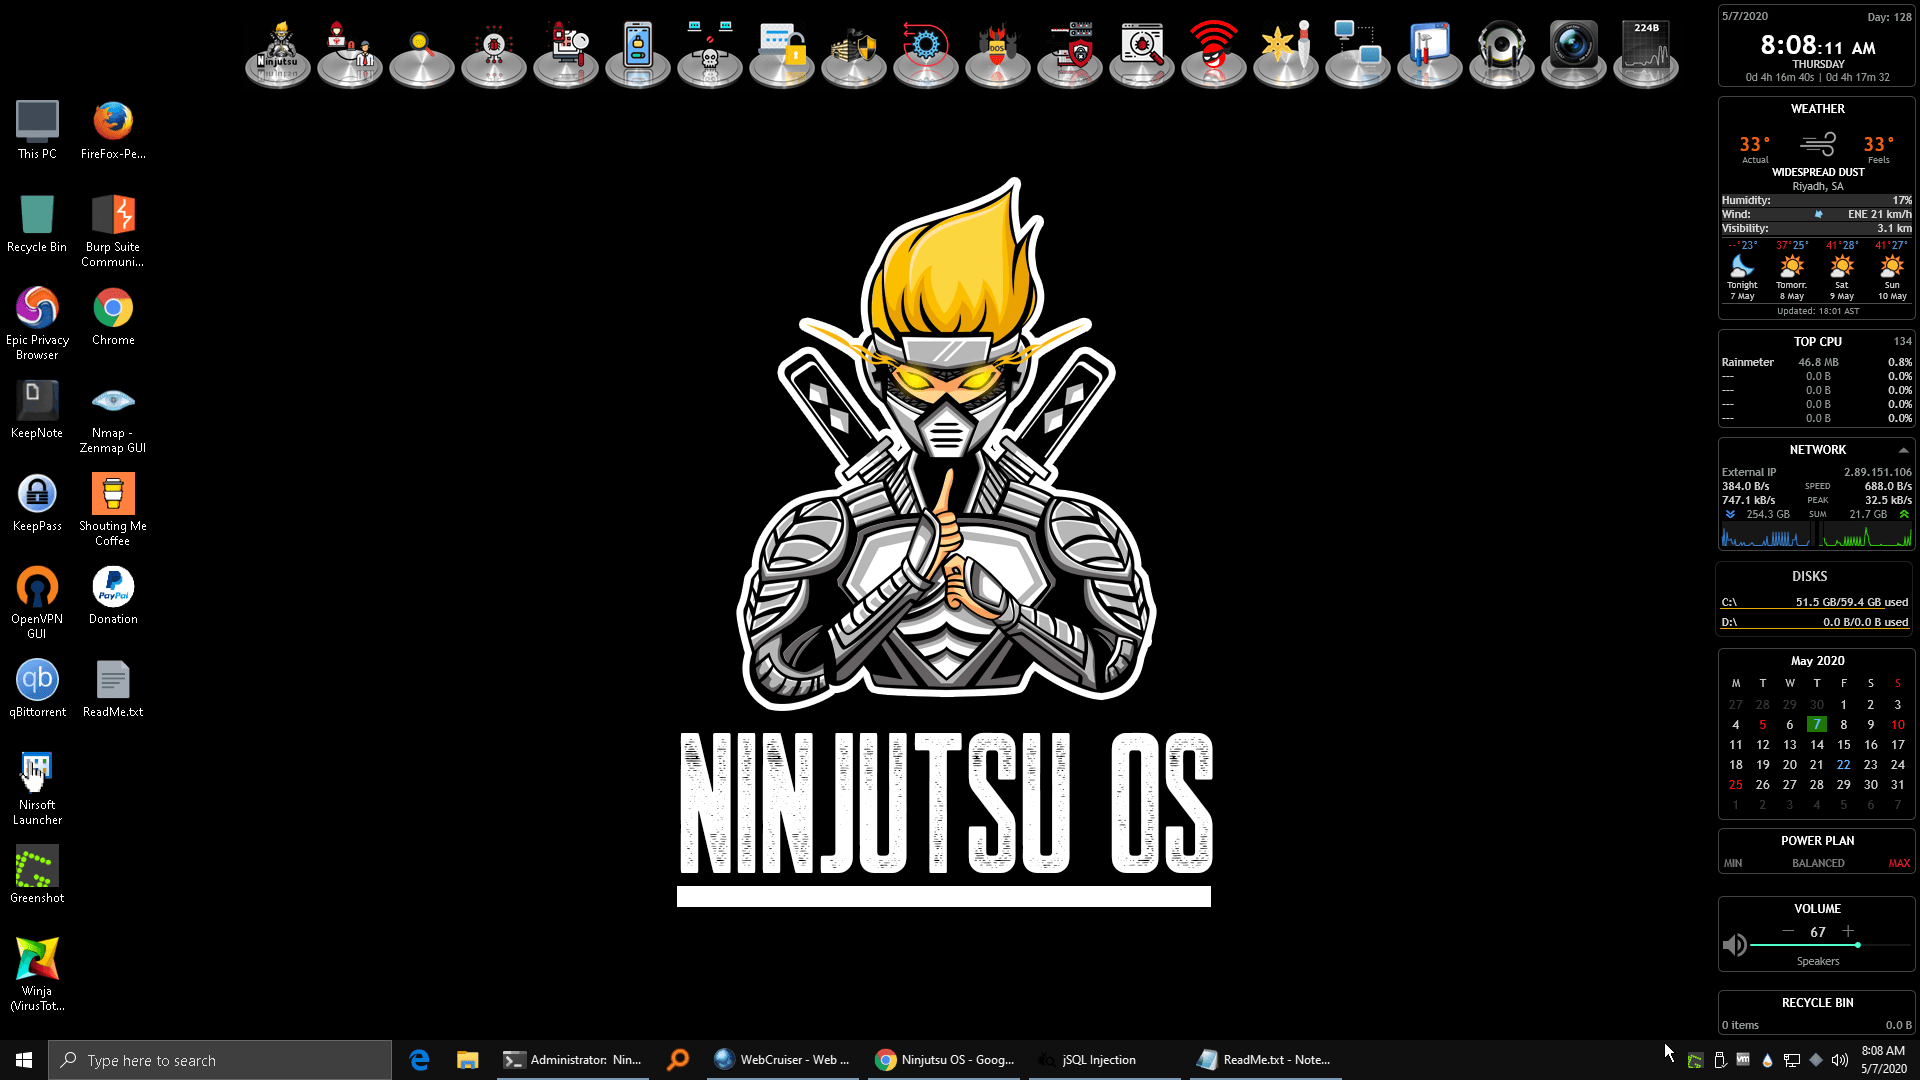 Ninjutsu
DOS
224B
This PC
FireFox-Pe...
Recycle Bin
Burp Suite
Communi...
Epic Privacy
Browser
Chrome
D
KeepNote
Nmap -
Zenmap GUI
KeepPass
Shouting Me
Coffee
OpenVPN
GUI
PayPal
Donation
qb
qBittorrent
ReadMe.txt
Nirsoft
Launcher
Greenshot
Winja
(VirusTot...
NINJUTSU OS
5/7/2020
Day: 128
8:08:11 AM
THURSDAY
0d 4h 16m 40s | 0d 4h 17m 32
WEATHER
33°
33°
Actual
Feels
WIDESPREAD DUST
Riyadh, SA
Humidity: 17%
Wind: ENE 21 km/h
Visibility: 3.1 km
--°23° 37°25° 41°28° 41°27°
Tonight Tomorr. Sat Sun
7 May 8 May 9 May 10 May
Updated: 18:01 AST
TOP CPU 134
Rainmeter 46.8 MB 0.8%
--- 0.0 B 0.0%
--- 0.0 B 0.0%
--- 0.0 B 0.0%
--- 0.0 B 0.0%
NETWORK
External IP 2.89.151.106
384.0 B/s SPEED 688.0 B/s
747.1 kB/s PEAK 32.5 kB/s
254.3 GB SUM 21.7 GB
DISKS
C:\ 51.5 GB/59.4 GB used
D:\ 0.0 B/0.0 B used
May 2020
M T W T F S S
27 28 29 30 1 2 3
4 5 6 7 8 9 10
11 12 13 14 15 16 17
18 19 20 21 22 23 24
25 26 27 28 29 30 31
1 2 3 4 5 6 7
POWER PLAN
MIN BALANCED MAX
VOLUME
67
Speakers
RECYCLE BIN
0 items 0.0 B
Type here to search
Administrator: Nin...
WebCruiser - Web ...
Ninjutsu OS - Goog...
jSQL Injection
ReadMe.txt - Note...
vm
8:08 AM
5/7/2020